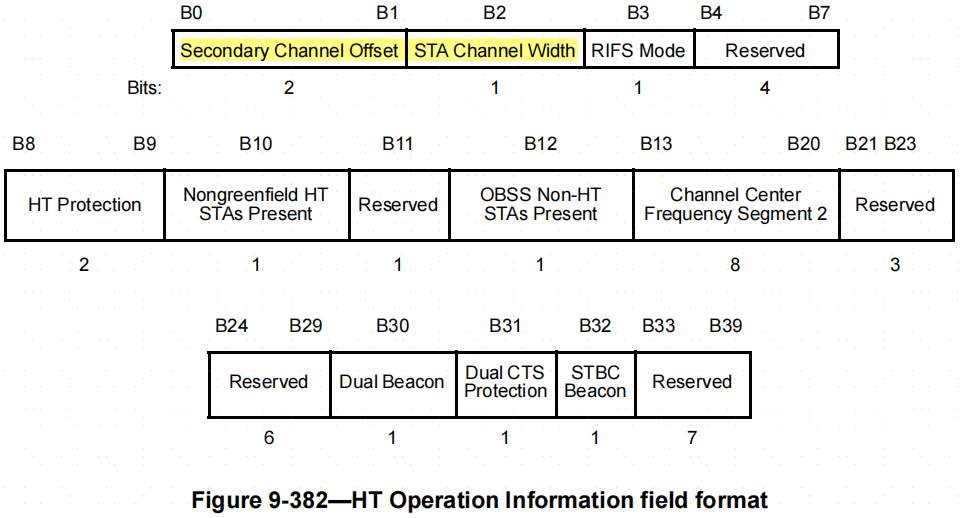 B0 B1 B2 B3 B4 B7
Secondary Channel Offset STA Channel Width RIFS Mode Reserved
Bits: 2 1 1 4
B8 B9 B10 B11 B12 B13 B20 B21 B23
HT Protection Nongreenfield HT STAs Present Reserved OBSS Non-HT STAs Present Channel Center Frequency Segment 2 Reserved
2 1 1 1 8 3
B24 B29 B30 B31 B32 B33 B39
Reserved Dual Beacon Dual CTS Protection STBC Beacon Reserved
6 1 1 1 7
Figure 9-382—HT Operation Information field format